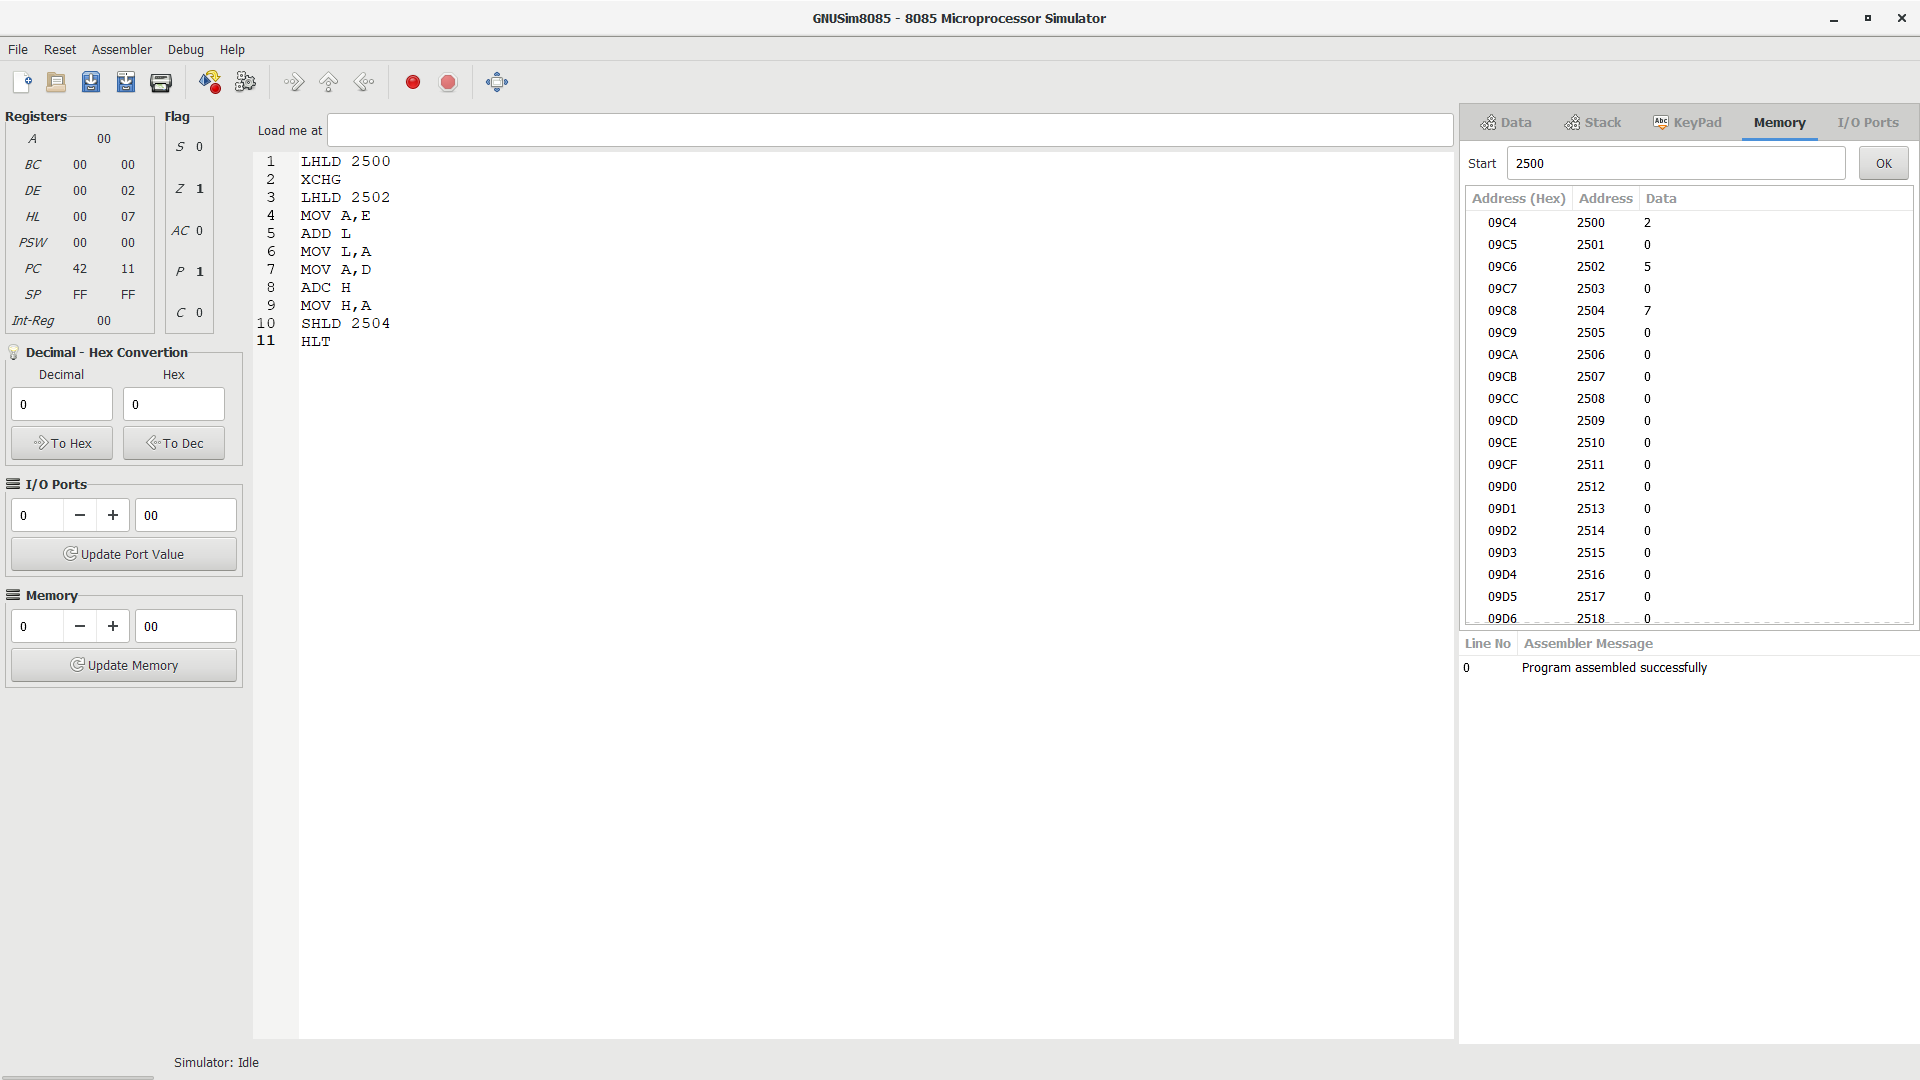 GNUSim8085 - 8085 Microprocessor Simulator
File Reset Assembler Debug Help
Registers
A 00
BC 00 00
DE 00 02
HL 00 07
PSW 00 00
PC 42 11
SP FF FF
Int-Reg 00
Flag
S 0
Z 1
AC 0
P 1
C 0
Decimal - Hex Convertion
Decimal Hex
0 0
To Hex To Dec
I/O Ports
0 − + 00
Update Port Value
Memory
0 − + 00
Update Memory
Load me at
1 LHLD 2500
2 XCHG
3 LHLD 2502
4 MOV A,E
5 ADD L
6 MOV L,A
7 MOV A,D
8 ADC H
9 MOV H,A
10 SHLD 2504
11 HLT
Data Stack Abc KeyPad Memory I/O Ports
Start 2500 OK
Address (Hex) Address Data
09C4 2500 2
09C5 2501 0
09C6 2502 5
09C7 2503 0
09C8 2504 7
09C9 2505 0
09CA 2506 0
09CB 2507 0
09CC 2508 0
09CD 2509 0
09CE 2510 0
09CF 2511 0
09D0 2512 0
09D1 2513 0
09D2 2514 0
09D3 2515 0
09D4 2516 0
09D5 2517 0
09D6 2518 0
Line No Assembler Message
0 Program assembled successfully
Simulator: Idle